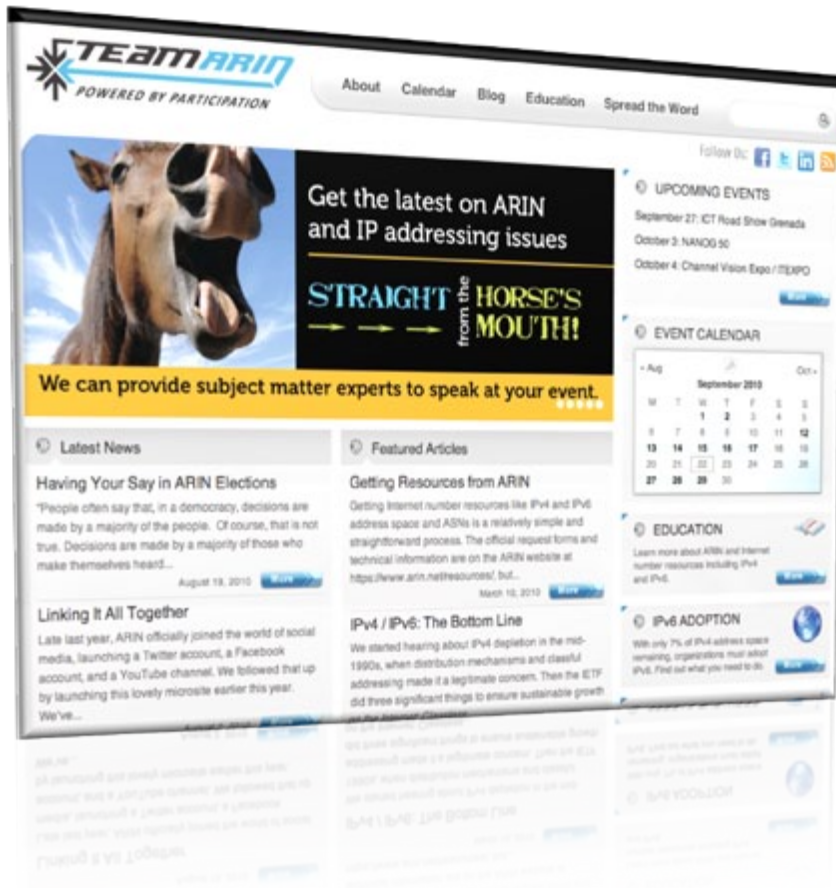 TEAM ARIN
POWERED BY PARTICIPATION
About Calendar Blog Education Spread the Word
Follow Us:
Get the latest on ARIN
and IP addressing issues
STRAIGHT from the HORSE'S
MOUTH!
We can provide subject matter experts to speak at your event.
UPCOMING EVENTS
September 27: ICT Road Show Grenada
October 3: NANOG 50
October 4: Channel Vision Expo / ITEXPO
More
EVENT CALENDAR
« Aug Oct »
September 2010
M T W T F S S
1 2 3 4 5
6 7 8 9 10 11 12
13 14 15 16 17 18 19
20 21 22 23 24 25 26
27 28 29 30
Latest News
Having Your Say in ARIN Elections
"People often say that, in a democracy, decisions are
made by a majority of the people. Of course, that is not
true. Decisions are made by a majority of those who
make themselves heard...
August 19, 2010 More
Linking It All Together
Late last year, ARIN officially joined the world of social
media, launching a Twitter account, a Facebook
account, and a YouTube channel. We followed that up
by launching this lovely microsite earlier this year.
We've...
Featured Articles
Getting Resources from ARIN
Getting Internet number resources like IPv4 and IPv6
address space and ASNs is a relatively simple and
straightforward process. The official request forms and
technical information are on the ARIN website at
https://www.arin.net/resources/, but...
March 10, 2010 More
IPv4 / IPv6: The Bottom Line
We started hearing about IPv4 depletion in the mid-
1990s, when distribution mechanisms and classful
addressing made it a legitimate concern. Then the IETF
did three significant things to ensure sustainable growth
EDUCATION
Learn more about ARIN and Internet
number resources including IPv4
and IPv6.
More
IPv6 ADOPTION
With only 7% of IPv4 address space
remaining, organizations must adopt
IPv6. Find out what you need to do.
More